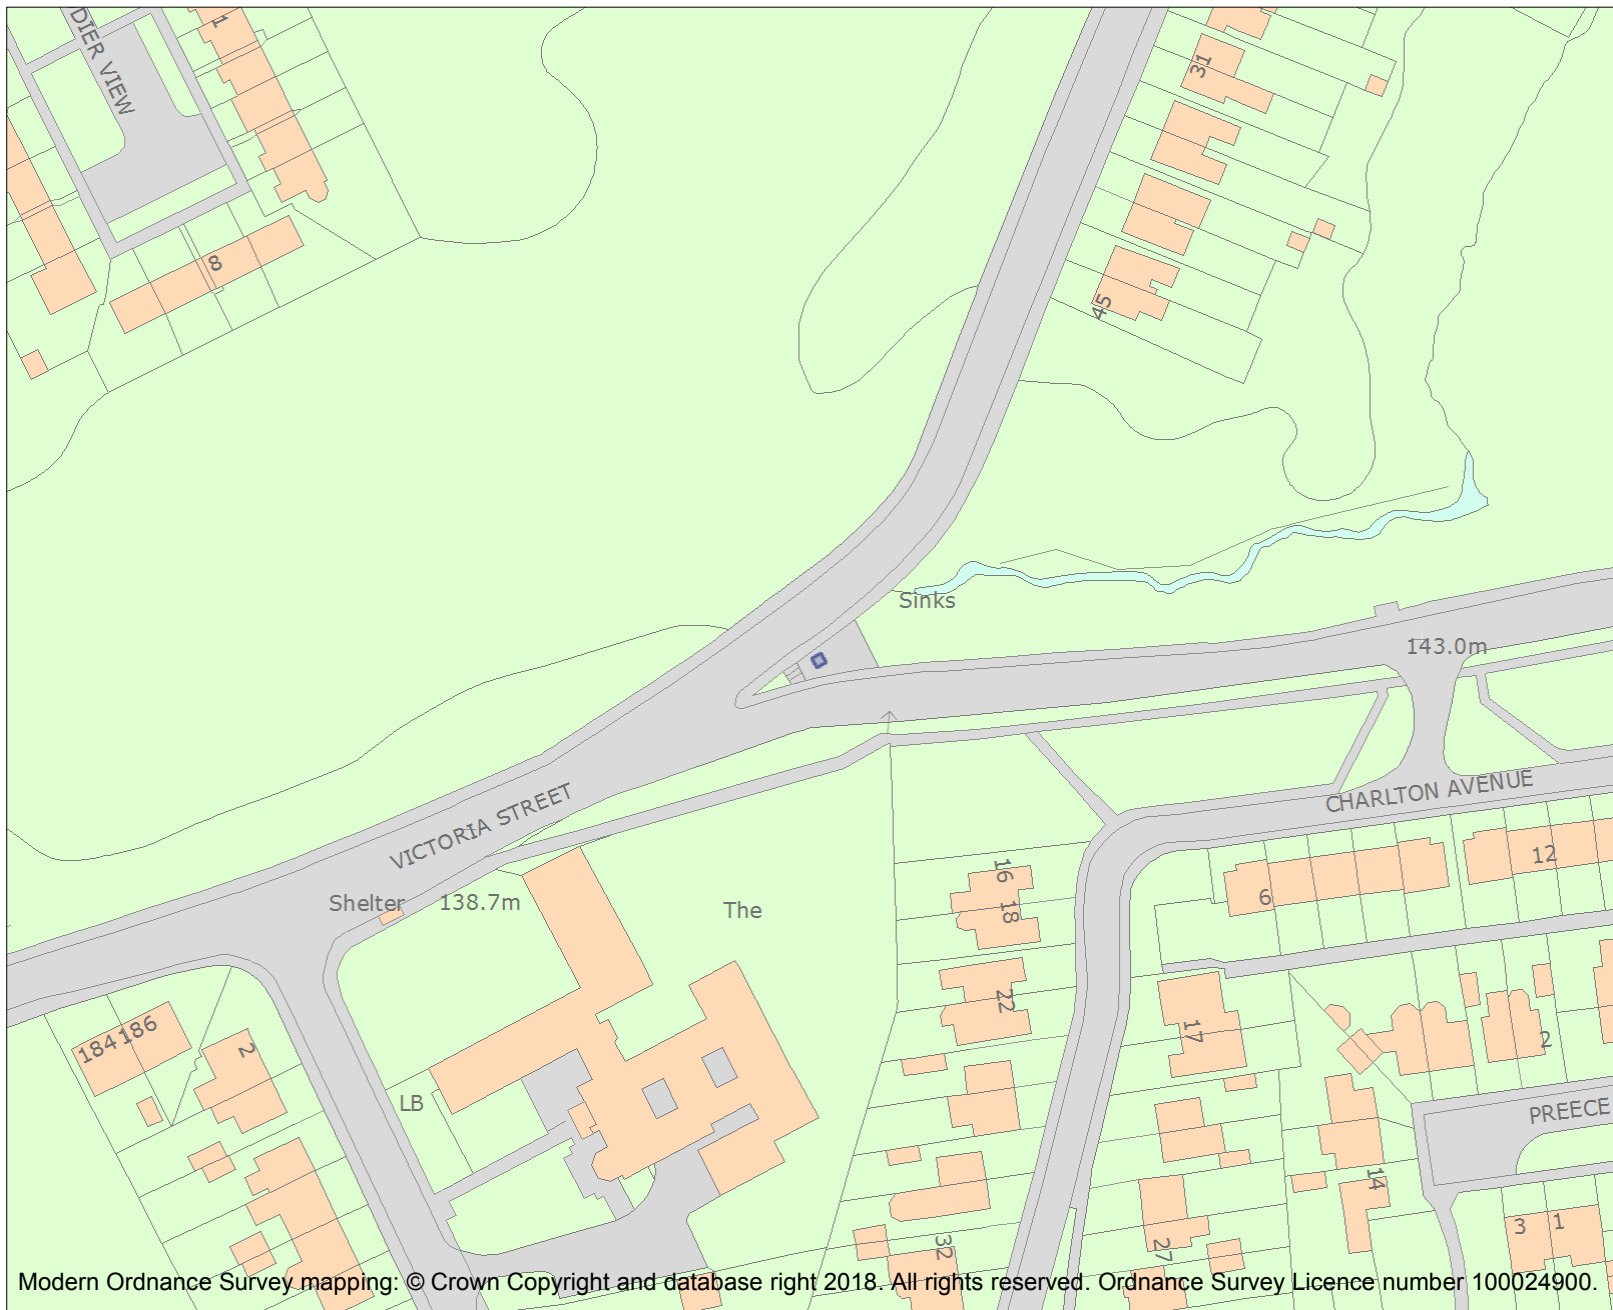 DIER VIEW
1
31
8
45
Sinks
143.0m
VICTORIA STREET
CHARLTON AVENUE
16
12
6
Shelter
138.7m
The
18
22
184
186
2
17
2
LB
PREECE
14
3
1
32
27
Modern Ordnance Survey mapping: © Crown Copyright and database right 2018. All rights reserved. Ordnance Survey Licence number 100024900.